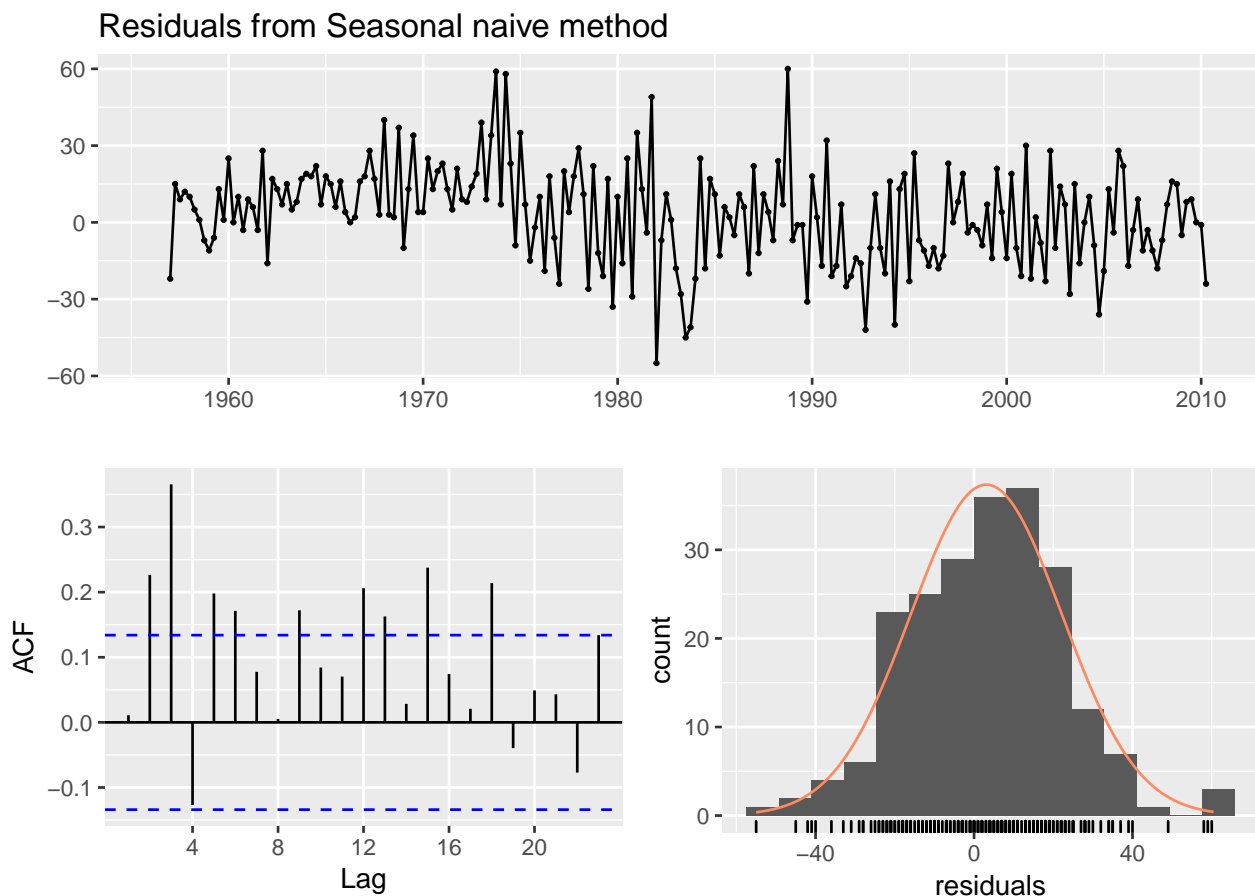 Residuals from Seasonal naive method
60
30
0
−30
−60
1960 1970 1980 1990 2000 2010
ACF
0.3
0.2
0.1
0.0
−0.1
4 8 12 16 20
Lag
count
30
20
10
0
−40 0 40
residuals